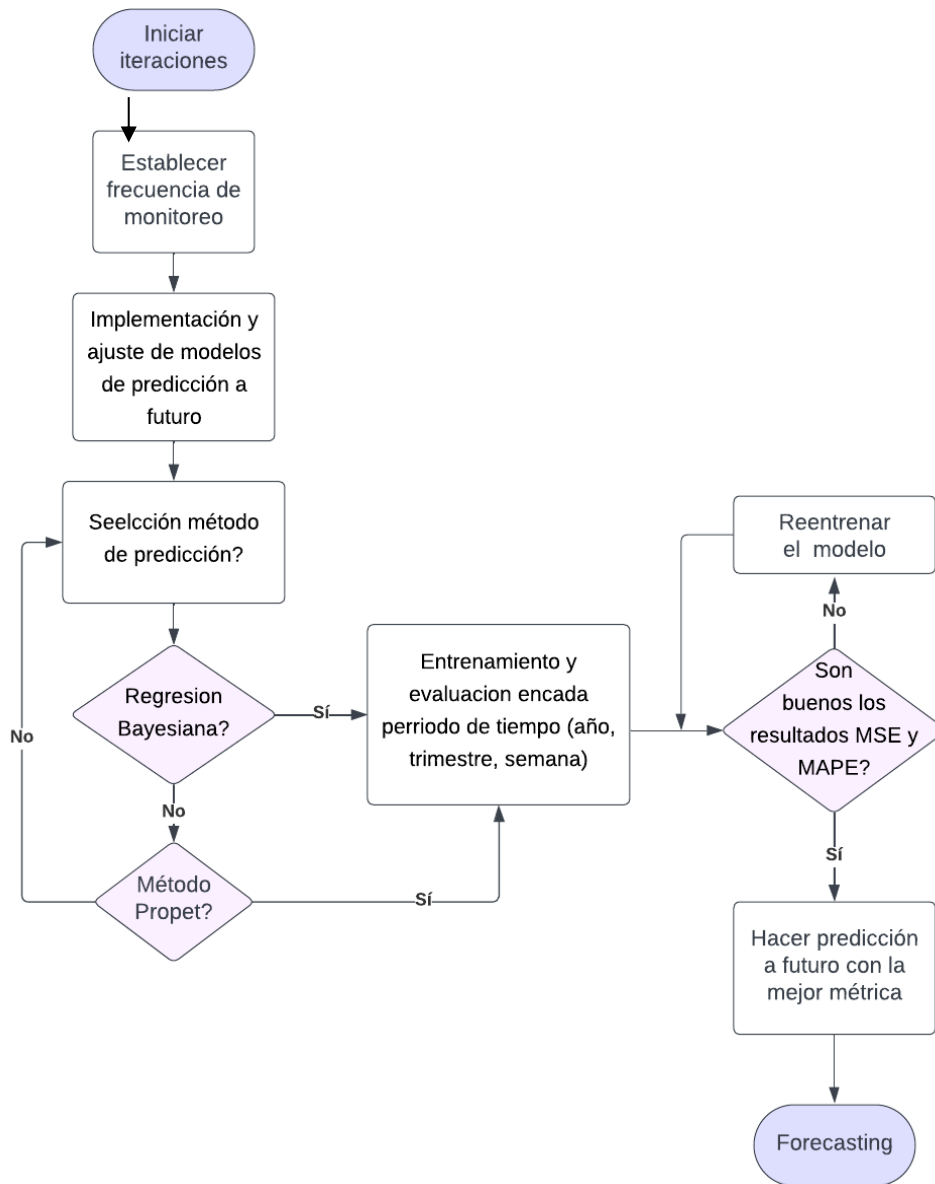 Iniciar
iteraciones
Establecer
frecuencia de
monitoreo
Implementación y
ajuste de modelos
de predicción a
futuro
Seelcción método
de predicción?
Regresion
Bayesiana?
Sí
No
No
Método
Propet?
Sí
Entrenamiento y
evaluacion encada
perriodo de tiempo (año,
trimestre, semana)
Reentrenar
el modelo
No
Son
buenos los
resultados MSE y
MAPE?
Sí
Hacer predicción
a futuro con la
mejor métrica
Forecasting